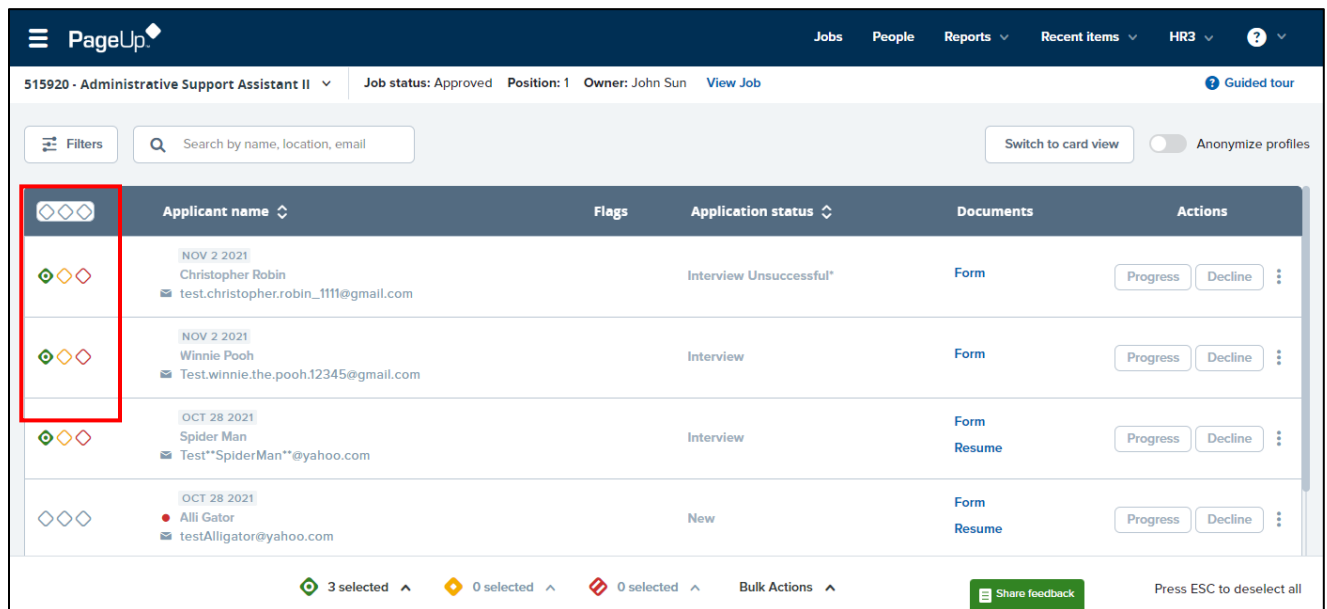 PageUp
Jobs People Reports Recent items HR3 ?
515920 - Administrative Support Assistant II Job status: Approved Position: 1 Owner: John Sun View Job ? Guided tour
Filters Search by name, location, email Switch to card view Anonymize profiles
Applicant name Flags Application status Documents Actions
NOV 2 2021
Christopher Robin Interview Unsuccessful* Form Progress Decline
test.christopher.robin_1111@gmail.com
NOV 2 2021
Winnie Pooh Interview Form Progress Decline
Test.winnie.the.pooh.12345@gmail.com
OCT 28 2021 Form
Spider Man Interview Progress Decline
Test**SpiderMan**@yahoo.com Resume
OCT 28 2021 Form
Alli Gator New Progress Decline
testAlligator@yahoo.com Resume
3 selected 0 selected 0 selected Bulk Actions Share feedback Press ESC to deselect all